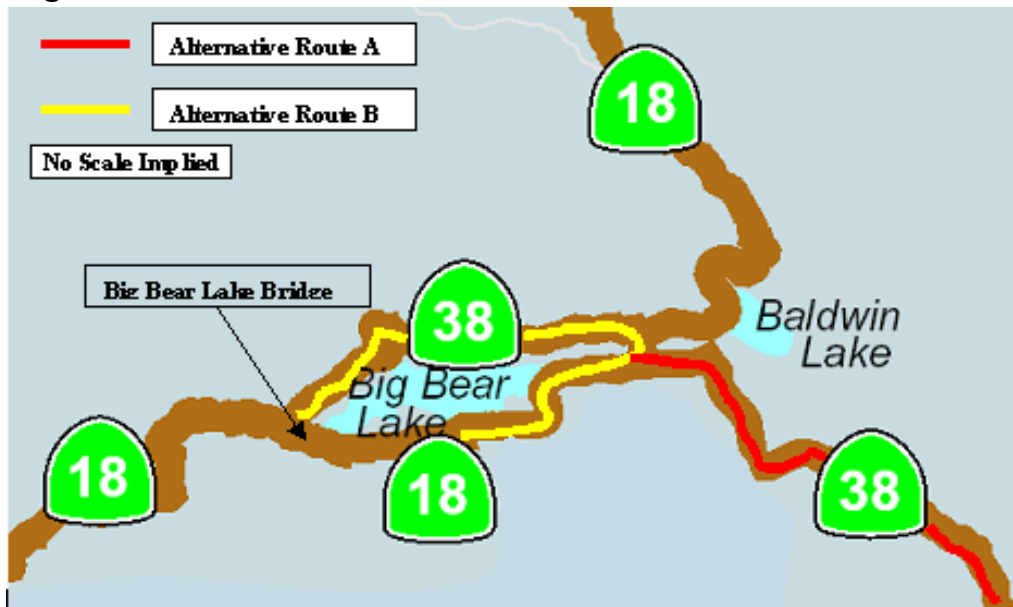 Alternative Route A
18
Alternative Route B
No Scale Implied
Big Bear Lake Bridge
38
Baldwin
Lake
Big Bear
Lake
18
18
38